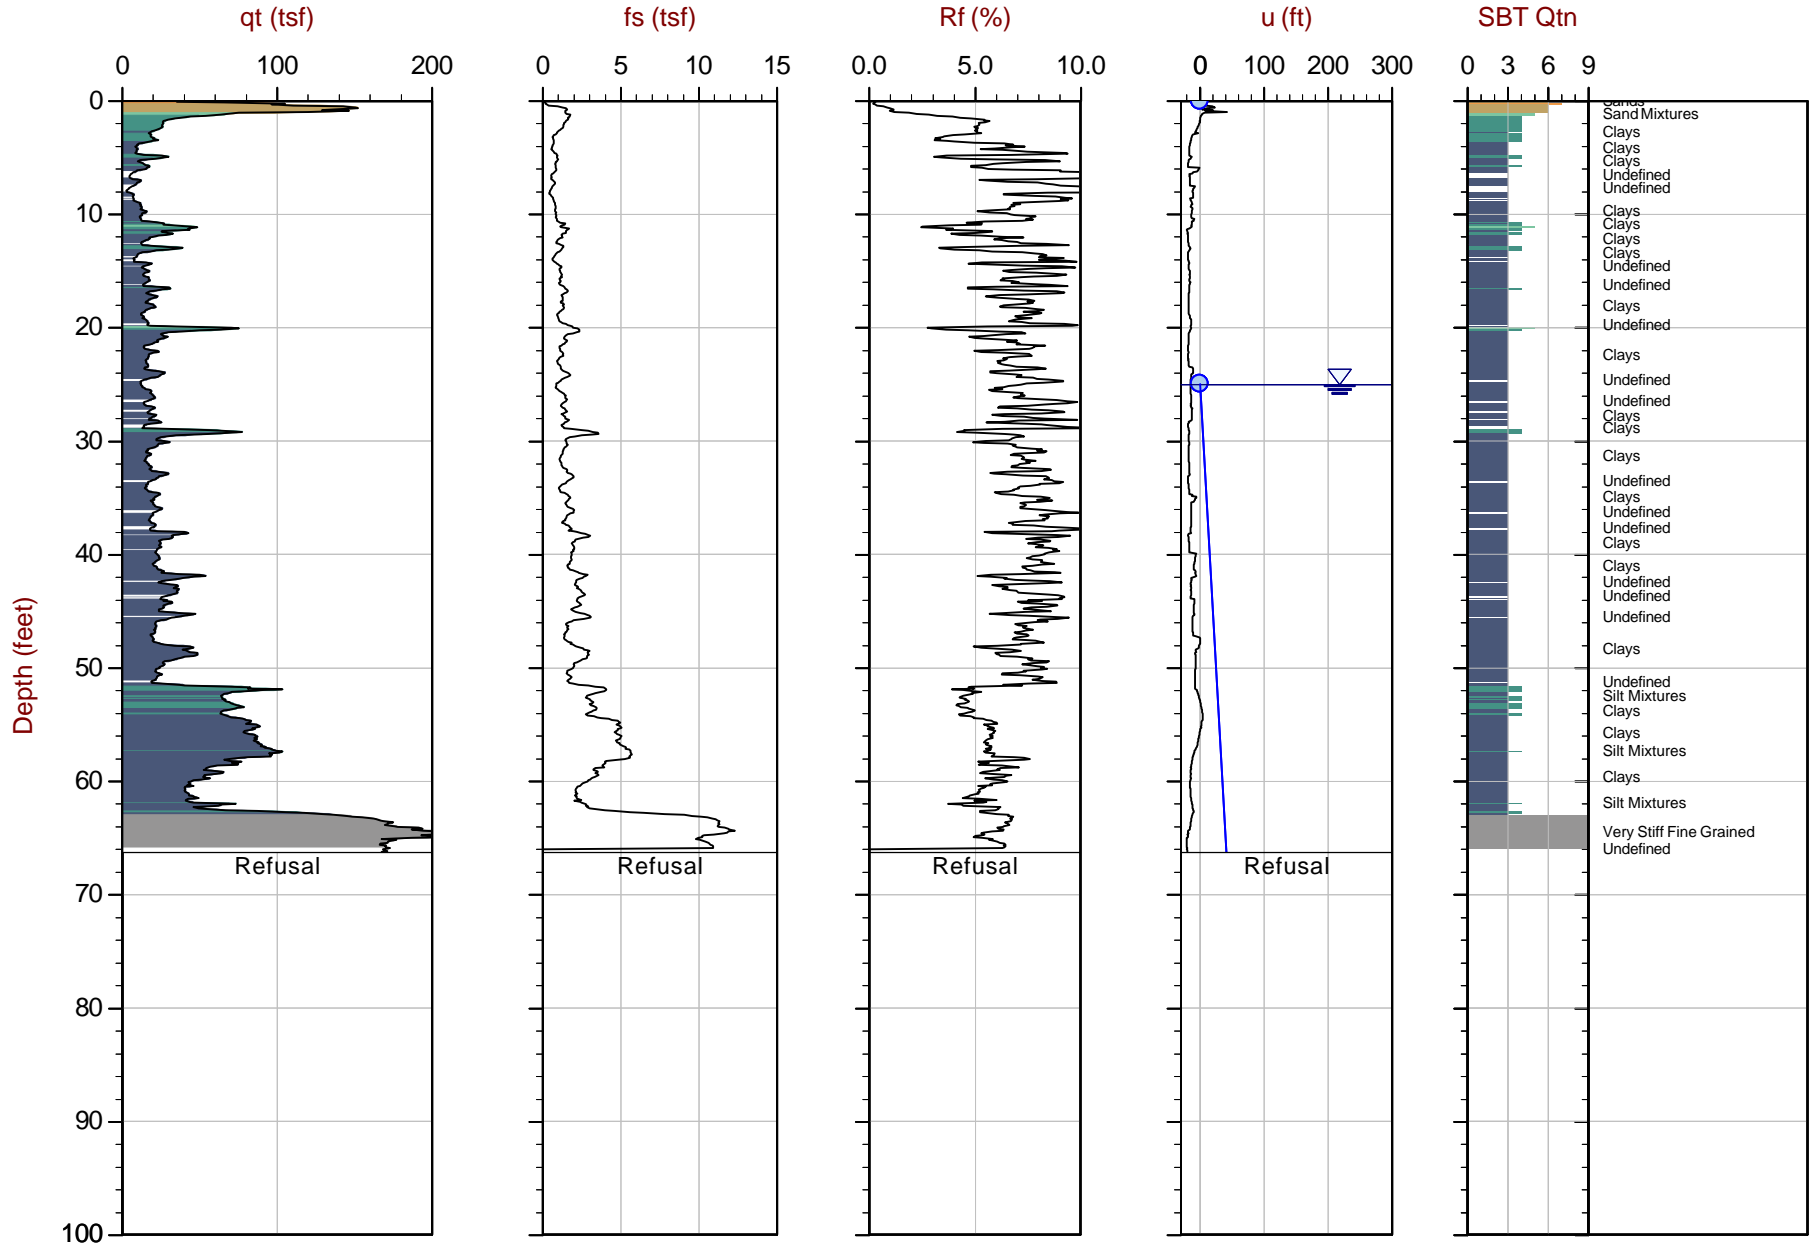 qt (tsf) fs (tsf) Rf (%) u (ft) SBT Qtn
0 100 200 0 5 10 15 0.0 5.0 10.0 0 0 100 200 300 0 3 6 9
0
Sands
Sand Mixtures
Clays
Clays
Clays
Undefined
Undefined
10
Clays
Clays
Clays
Clays
Undefined
Undefined
Clays
20
Undefined
Clays
Undefined
Undefined
Clays
Clays
30
Clays
Undefined
Clays
Undefined
Undefined
Clays
40
Clays
Undefined
Undefined
Undefined
Clays
50
Undefined
Silt Mixtures
Clays
Clays
Silt Mixtures
60
Clays
Silt Mixtures
Very Stiff Fine Grained
Undefined
Refusal Refusal Refusal Refusal
70
80
90
100
Depth (feet)